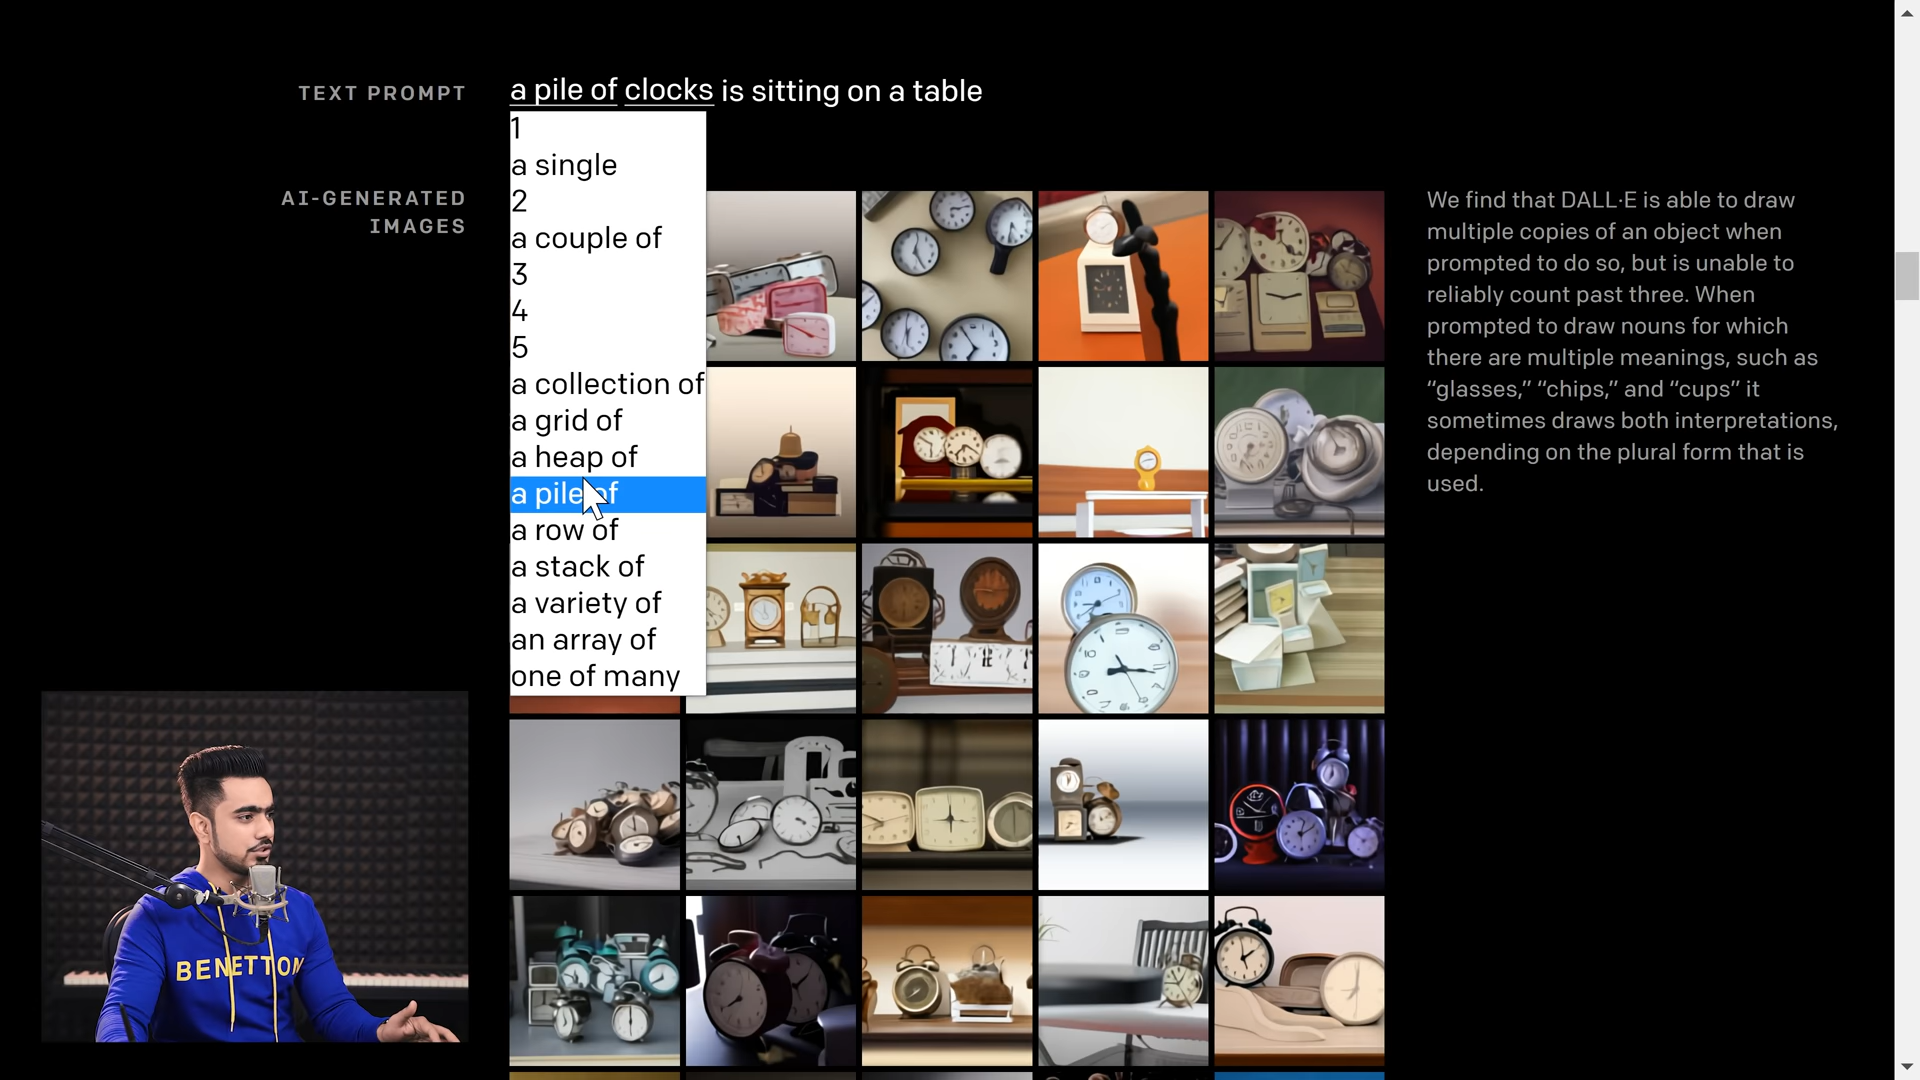 TEXT PROMPT
a pile of clocks is sitting on a table
1
a single
2
a couple of
3
4
5
a collection of
a grid of
a heap of
a pile of
a row of
a stack of
a variety of
an array of
one of many
AI-GENERATED
IMAGES
We find that DALL·E is able to draw
multiple copies of an object when
prompted to do so, but is unable to
reliably count past three. When
prompted to draw nouns for which
there are multiple meanings, such as
“glasses,” “chips,” and “cups” it
sometimes draws both interpretations,
depending on the plural form that is
used.
BENETTON